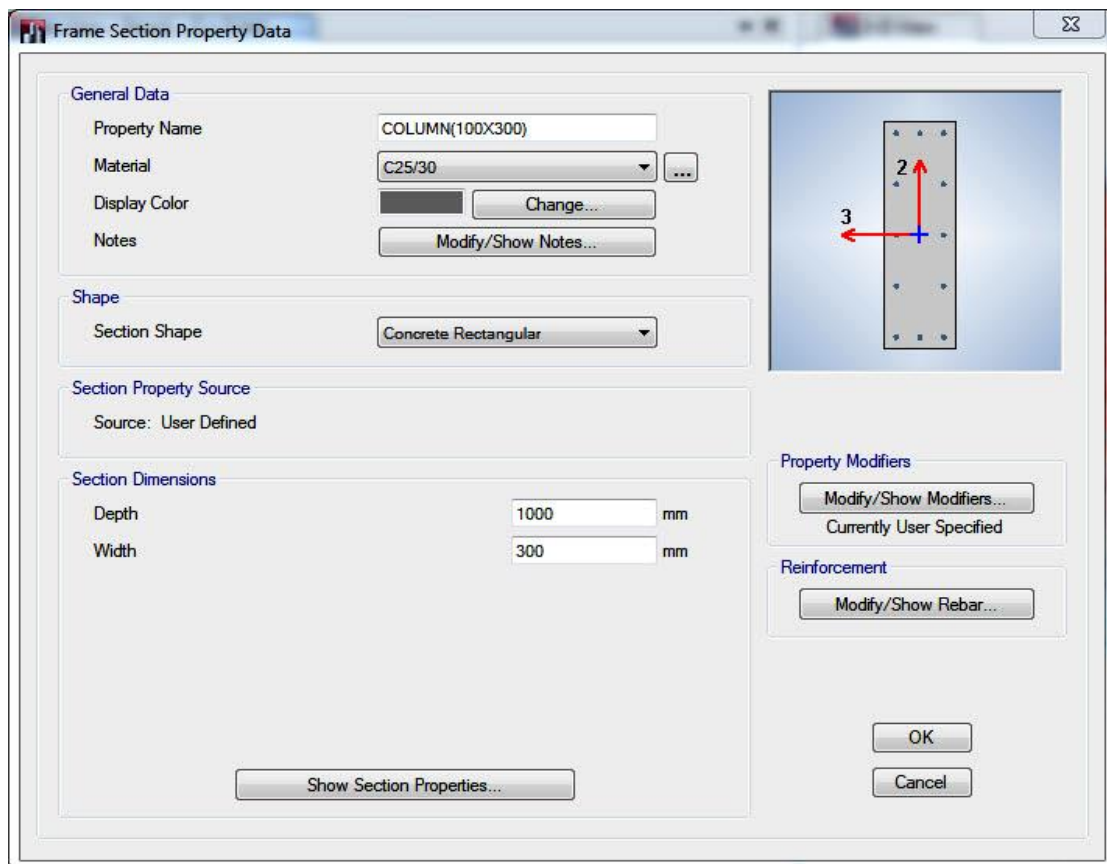 Frame Section Property Data
General Data
Property Name COLUMN(100X300)
Material C25/30 ...
Display Color Change...
Notes Modify/Show Notes...
Shape
Section Shape Concrete Rectangular
Section Property Source
Source: User Defined
Section Dimensions
Depth 1000 mm
Width 300 mm
Show Section Properties...
2
3
Property Modifiers
Modify/Show Modifiers...
Currently User Specified
Reinforcement
Modify/Show Rebar...
OK
Cancel